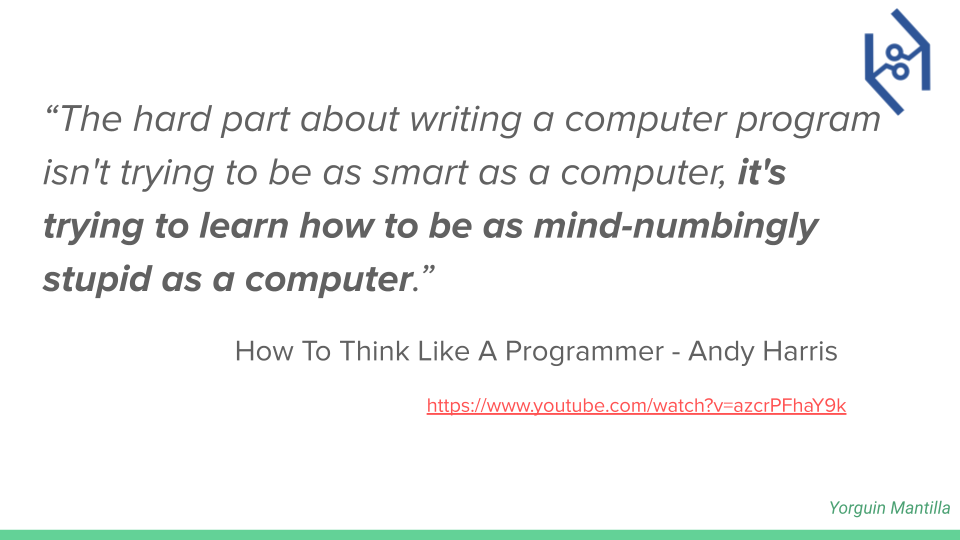 “The hard part about writing a computer program
isn't trying to be as smart as a computer, it's
trying to learn how to be as mind-numbingly
stupid as a computer.”
How To Think Like A Programmer - Andy Harris
https://www.youtube.com/watch?v=azcrPFhaY9k
Yorguin Mantilla